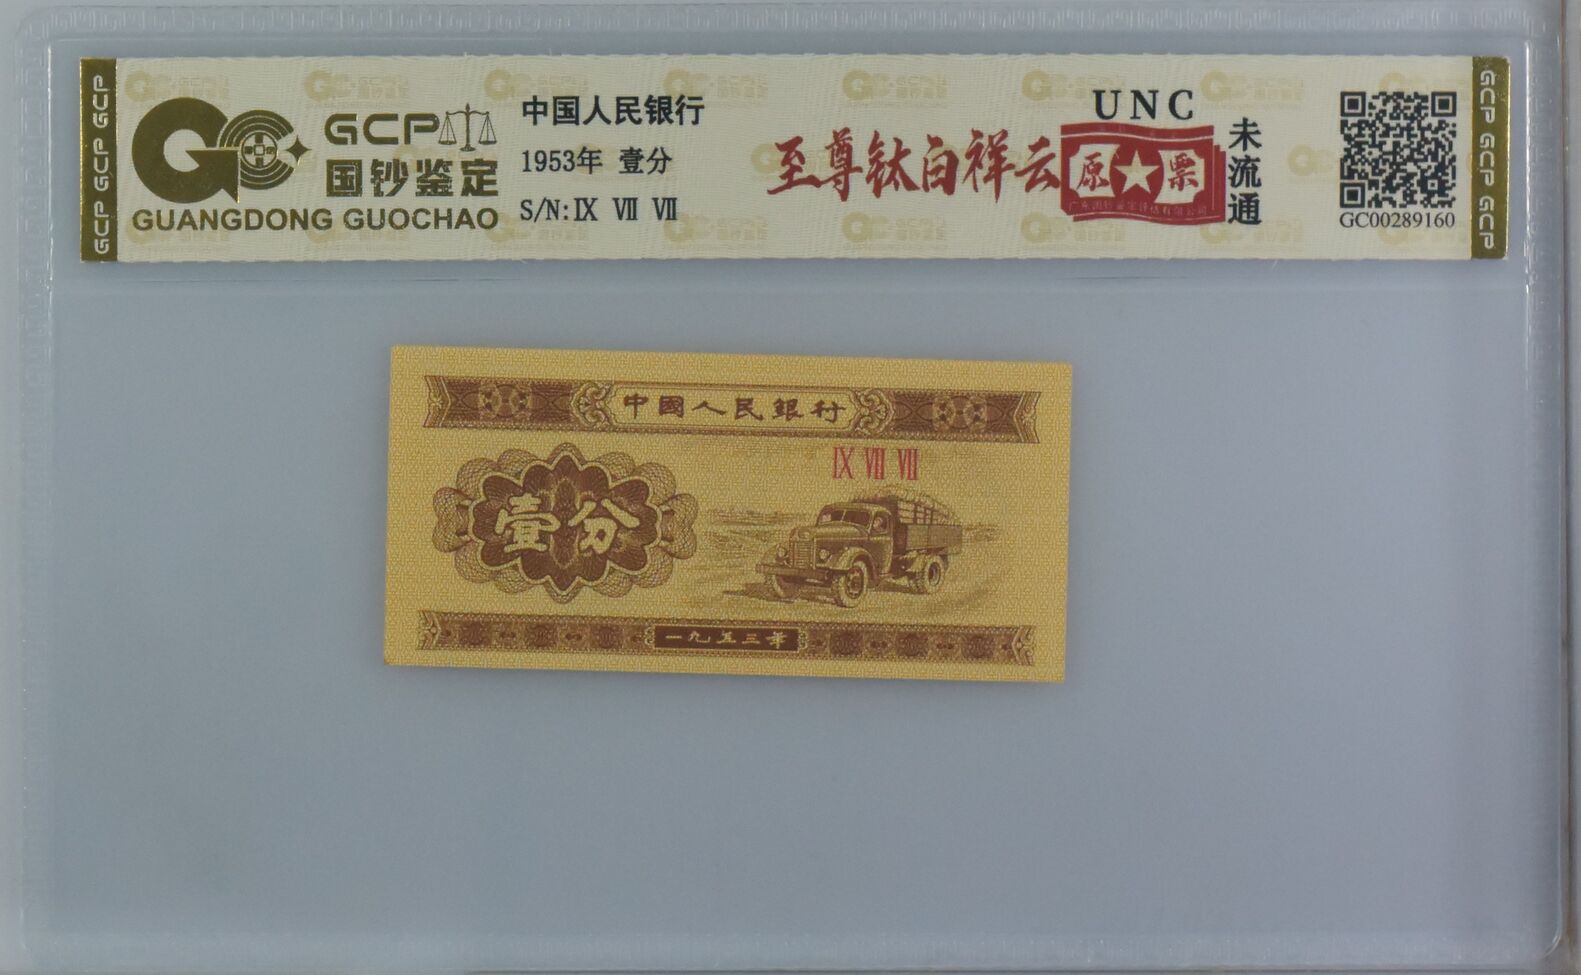 GCP GCP GCP
GCP
国钞鉴定
GUANGDONG GUOCHAO
中国人民银行
1953年 壹分
S/N:Ⅸ Ⅶ Ⅶ
至尊钛白祥云
UNC
原★票
未流通
GC00289160
GCP GCP GCP
中國人民銀行
Ⅸ Ⅶ Ⅶ
壹分
一九五三年